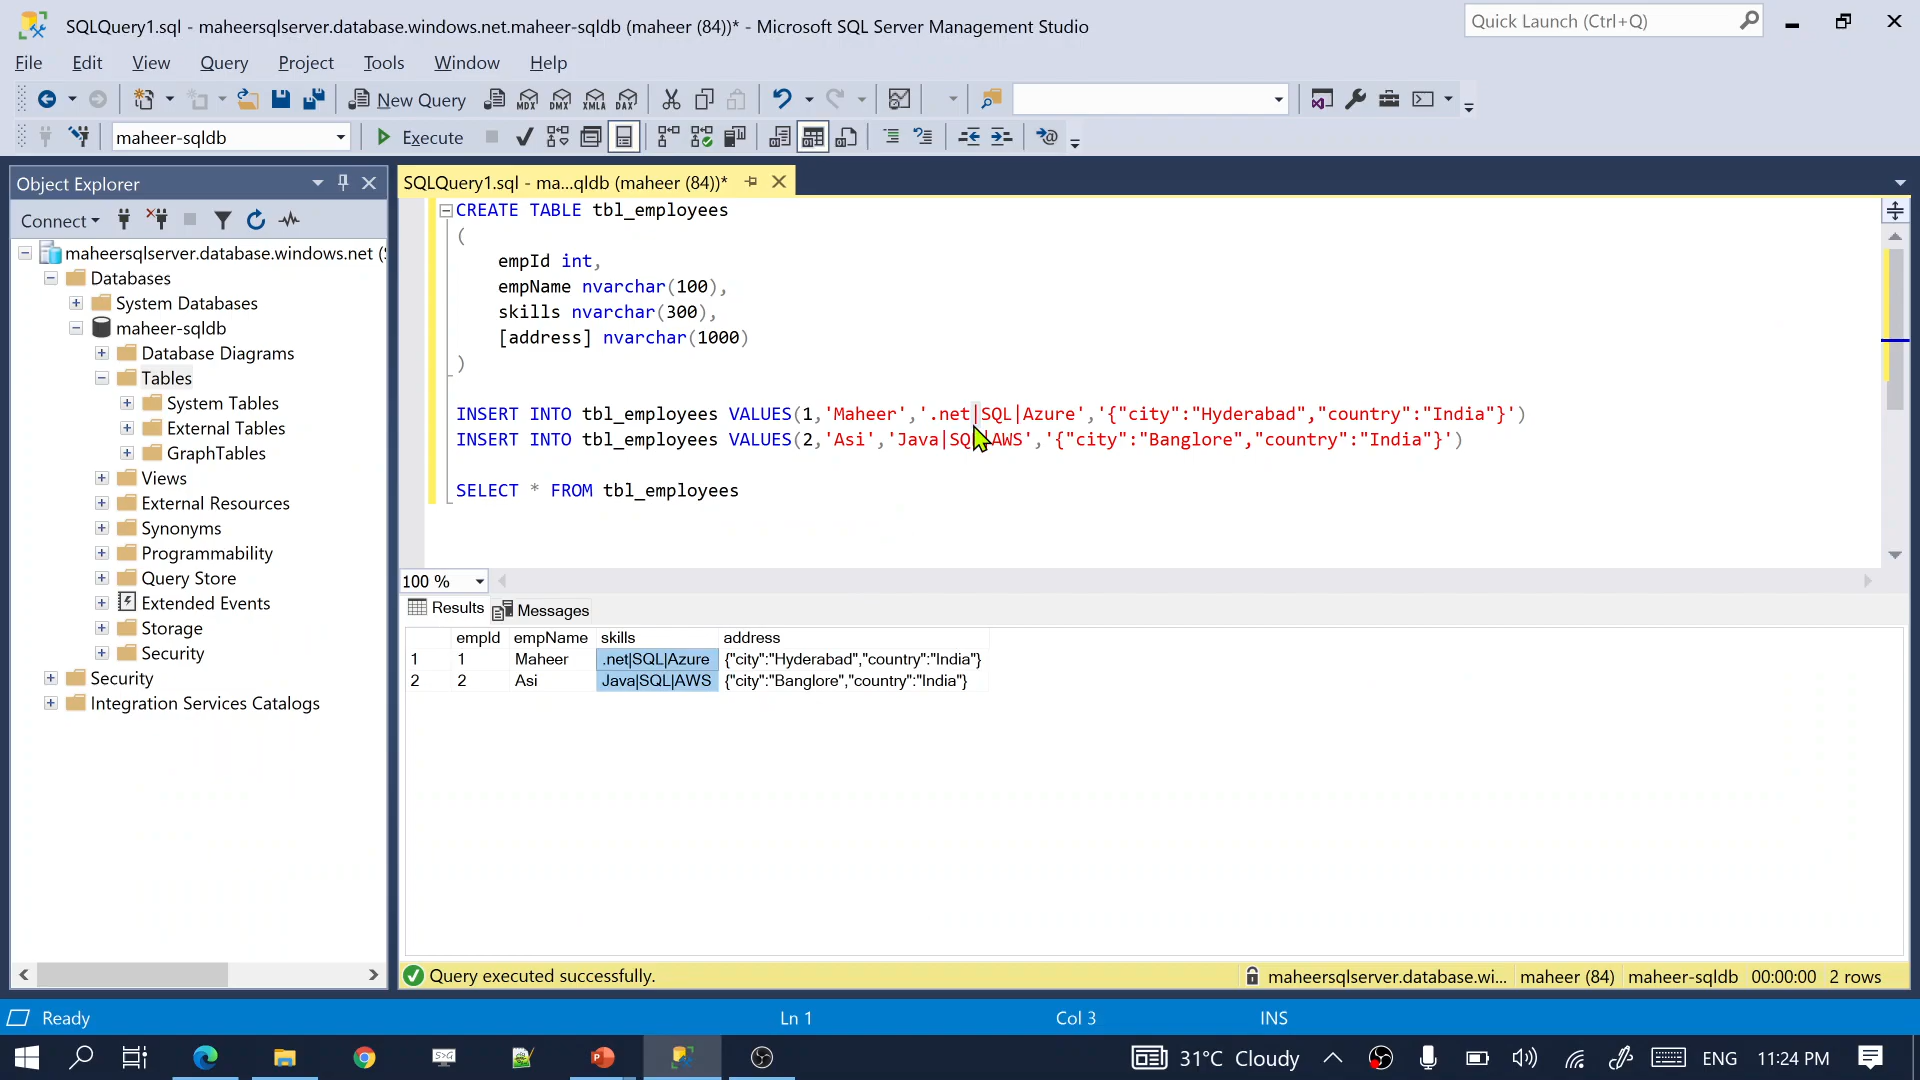 SQLQuery1.sql - maheersqlserver.database.windows.net.maheer-sqldb (maheer (84))* - Microsoft SQL Server Management Studio
Quick Launch (Ctrl+Q)
File Edit View Query Project Tools Window Help
New Query
MDX DMX XMLA DAX
maheer-sqldb
Execute
Object Explorer
SQLQuery1.sql - ma...qldb (maheer (84))*
Connect
maheersqlserver.database.windows.net (
Databases
System Databases
maheer-sqldb
Database Diagrams
Tables
System Tables
External Tables
GraphTables
Views
External Resources
Synonyms
Programmability
Query Store
Extended Events
Storage
Security
Security
Integration Services Catalogs
CREATE TABLE tbl_employees
(
empId int,
empName nvarchar(100),
skills nvarchar(300),
[address] nvarchar(1000)
)
INSERT INTO tbl_employees VALUES(1,'Maheer','.net|SQL|Azure','{"city":"Hyderabad","country":"India"}')
INSERT INTO tbl_employees VALUES(2,'Asi','Java|SQ AWS','{"city":"Banglore","country":"India"}')
SELECT * FROM tbl_employees
100 %
Results Messages
empId empName skills address
1 1 Maheer .net|SQL|Azure {"city":"Hyderabad","country":"India"}
2 2 Asi Java|SQL|AWS {"city":"Banglore","country":"India"}
Query executed successfully.
maheersqlserver.database.wi... maheer (84) maheer-sqldb 00:00:00 2 rows
Ready Ln 1 Col 3 INS
31°C Cloudy ENG 11:24 PM